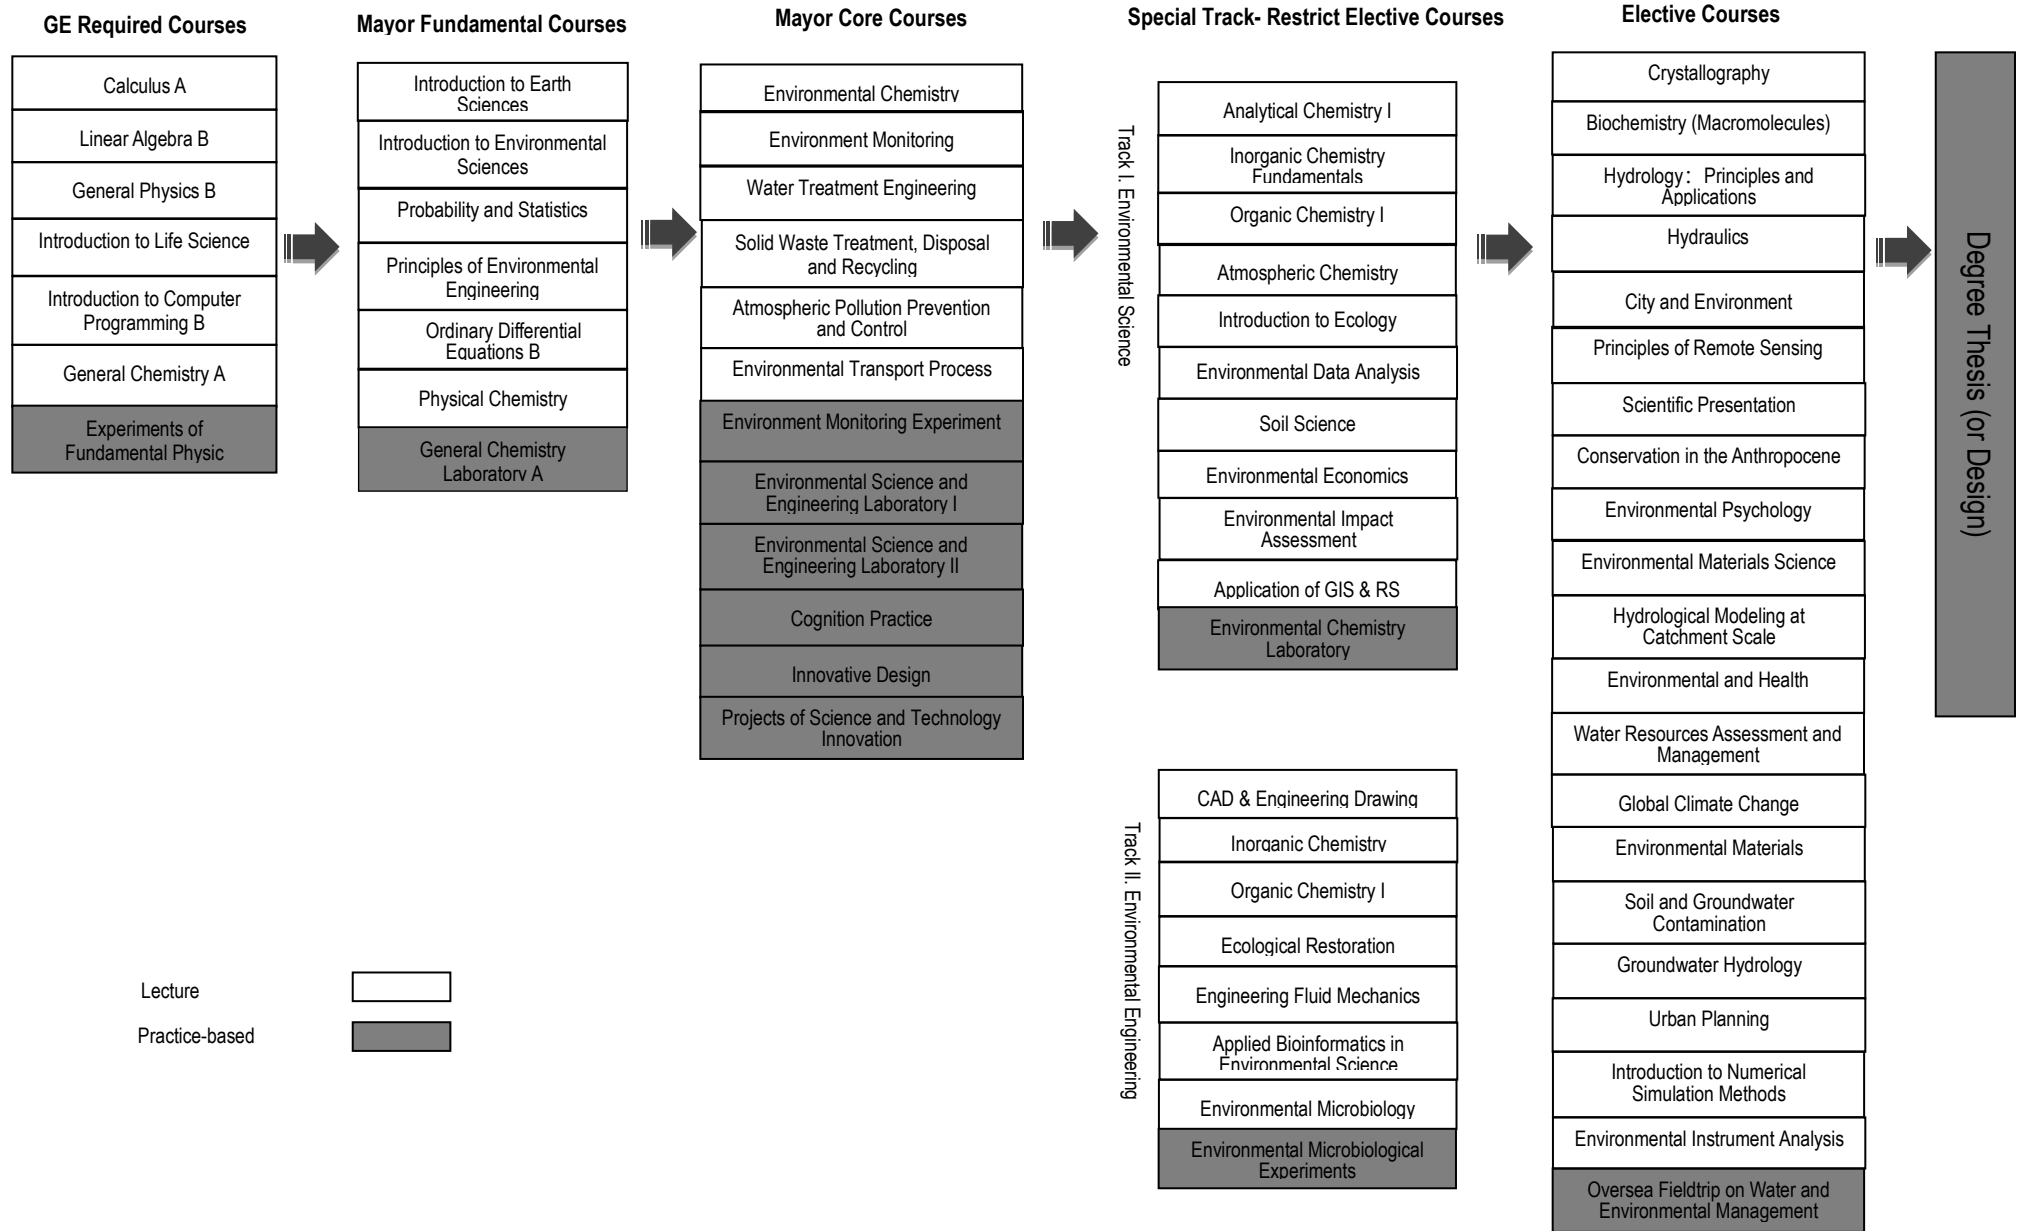 GE Required Courses
Calculus A
Linear Algebra B
General Physics B
Introduction to Life Science
Introduction to Computer
Programming B
General Chemistry A
Experiments of
Fundamental Physic
Mayor Fundamental Courses
Introduction to Earth
Sciences
Introduction to Environmental
Sciences
Probability and Statistics
Principles of Environmental
Engineering
Ordinary Differential
Equations B
Physical Chemistry
General Chemistry
Laboratory A
Mayor Core Courses
Environmental Chemistry
Environment Monitoring
Water Treatment Engineering
Solid Waste Treatment, Disposal
and Recycling
Atmospheric Pollution Prevention
and Control
Environmental Transport Process
Environment Monitoring Experiment
Environmental Science and
Engineering Laboratory I
Environmental Science and
Engineering Laboratory II
Cognition Practice
Innovative Design
Projects of Science and Technology
Innovation
Special Track- Restrict Elective Courses
Track I. Environmental Science
Analytical Chemistry I
Inorganic Chemistry
Fundamentals
Organic Chemistry I
Atmospheric Chemistry
Introduction to Ecology
Environmental Data Analysis
Soil Science
Environmental Economics
Environmental Impact
Assessment
Application of GIS & RS
Environmental Chemistry
Laboratory
Track II. Environmental Engineering
CAD & Engineering Drawing
Inorganic Chemistry
Organic Chemistry I
Ecological Restoration
Engineering Fluid Mechanics
Applied Bioinformatics in
Environmental Science
Environmental Microbiology
Environmental Microbiological
Experiments
Elective Courses
Crystallography
Biochemistry (Macromolecules)
Hydrology： Principles and
Applications
Hydraulics
City and Environment
Principles of Remote Sensing
Scientific Presentation
Conservation in the Anthropocene
Environmental Psychology
Environmental Materials Science
Hydrological Modeling at
Catchment Scale
Environmental and Health
Water Resources Assessment and
Management
Global Climate Change
Environmental Materials
Soil and Groundwater
Contamination
Groundwater Hydrology
Urban Planning
Introduction to Numerical
Simulation Methods
Environmental Instrument Analysis
Oversea Fieldtrip on Water and
Environmental Management
Degree Thesis (or Design)
Lecture
Practice-based